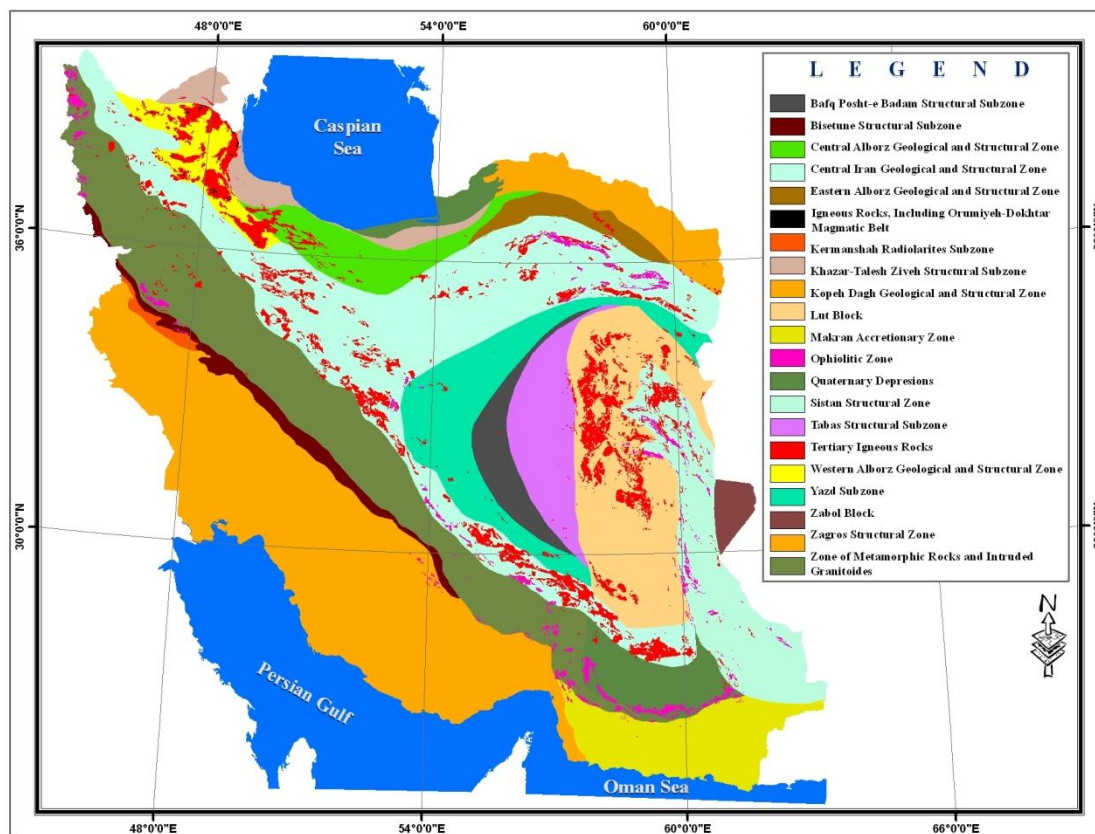 48°0'0"E 54°0'0"E 60°0'0"E
Caspian
Sea
L E G E N D
Bafq Posht-e Badam Structural Subzone
Bisetune Structural Subzone
Central Alborz Geological and Structural Zone
Central Iran Geological and Structural Zone
Eastern Alborz Geological and Structural Zone
Igneous Rocks, Including Orumiyeh-Dokhtar
Magmatic Belt
Kermanshah Radiolarites Subzone
Khazar-Talesh Ziveh Structural Subzone
Kopeh Dagh Geological and Structural Zone
Lut Block
Makran Accretionary Zone
Ophiolitic Zone
Quaternary Depresions
Sistan Structural Zone
Tabas Structural Subzone
Tertiary Igneous Rocks
Western Alborz Geological and Structural Zone
Yazd Subzone
Zabol Block
Zagros Structural Zone
Zone of Metamorphic Rocks and Intruded
Granitoides
36°0'0"N
30°0'0"N
N
Persian Gulf
Oman Sea
48°0'0"E 54°0'0"E 60°0'0"E 66°0'0"E